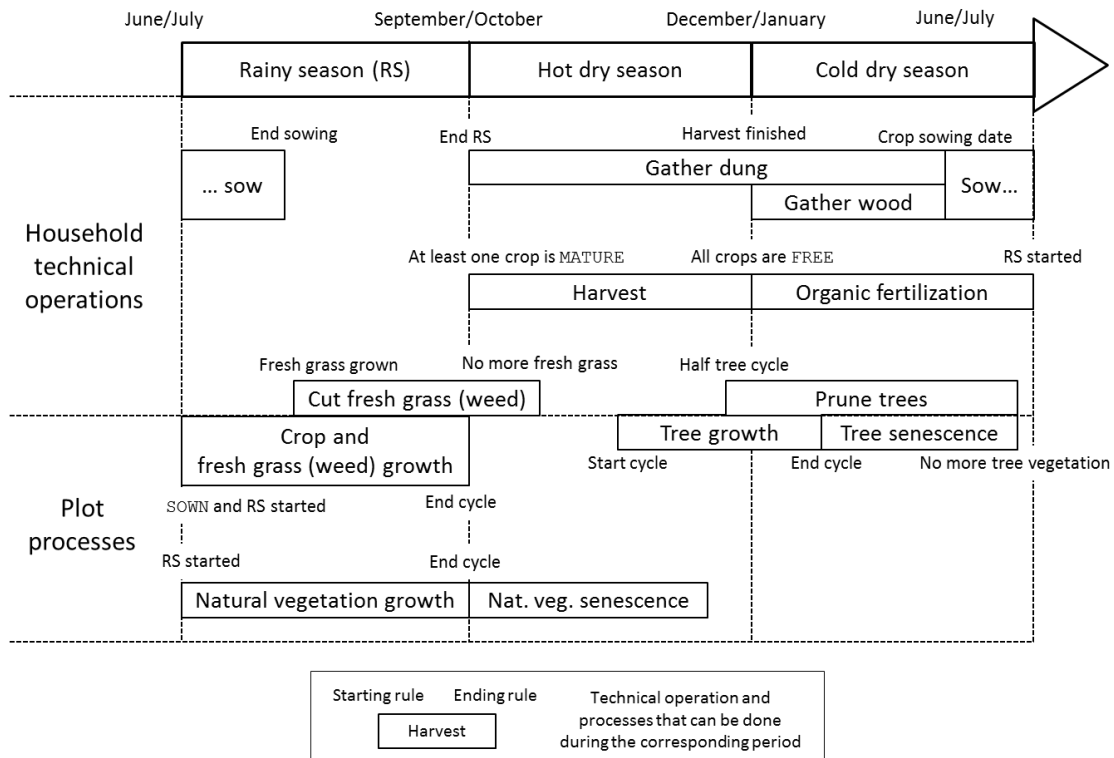 June/July
September/October
December/January
June/July
Rainy season (RS)
Hot dry season
Cold dry season
End sowing
End RS
Harvest finished
Crop sowing date
... sow
Gather dung
Sow...
Gather wood
Household
technical
operations
At least one crop is MATURE
All crops are FREE
RS started
Harvest
Organic fertilization
Fresh grass grown
No more fresh grass
Half tree cycle
Cut fresh grass (weed)
Prune trees
Crop and
fresh grass (weed) growth
Tree growth
Tree senescence
Start cycle
End cycle
No more tree vegetation
Plot
processes
SOWN and RS started
End cycle
RS started
End cycle
Natural vegetation growth
Nat. veg. senescence
Starting rule
Ending rule
Harvest
Technical operation and
processes that can be done
during the corresponding period